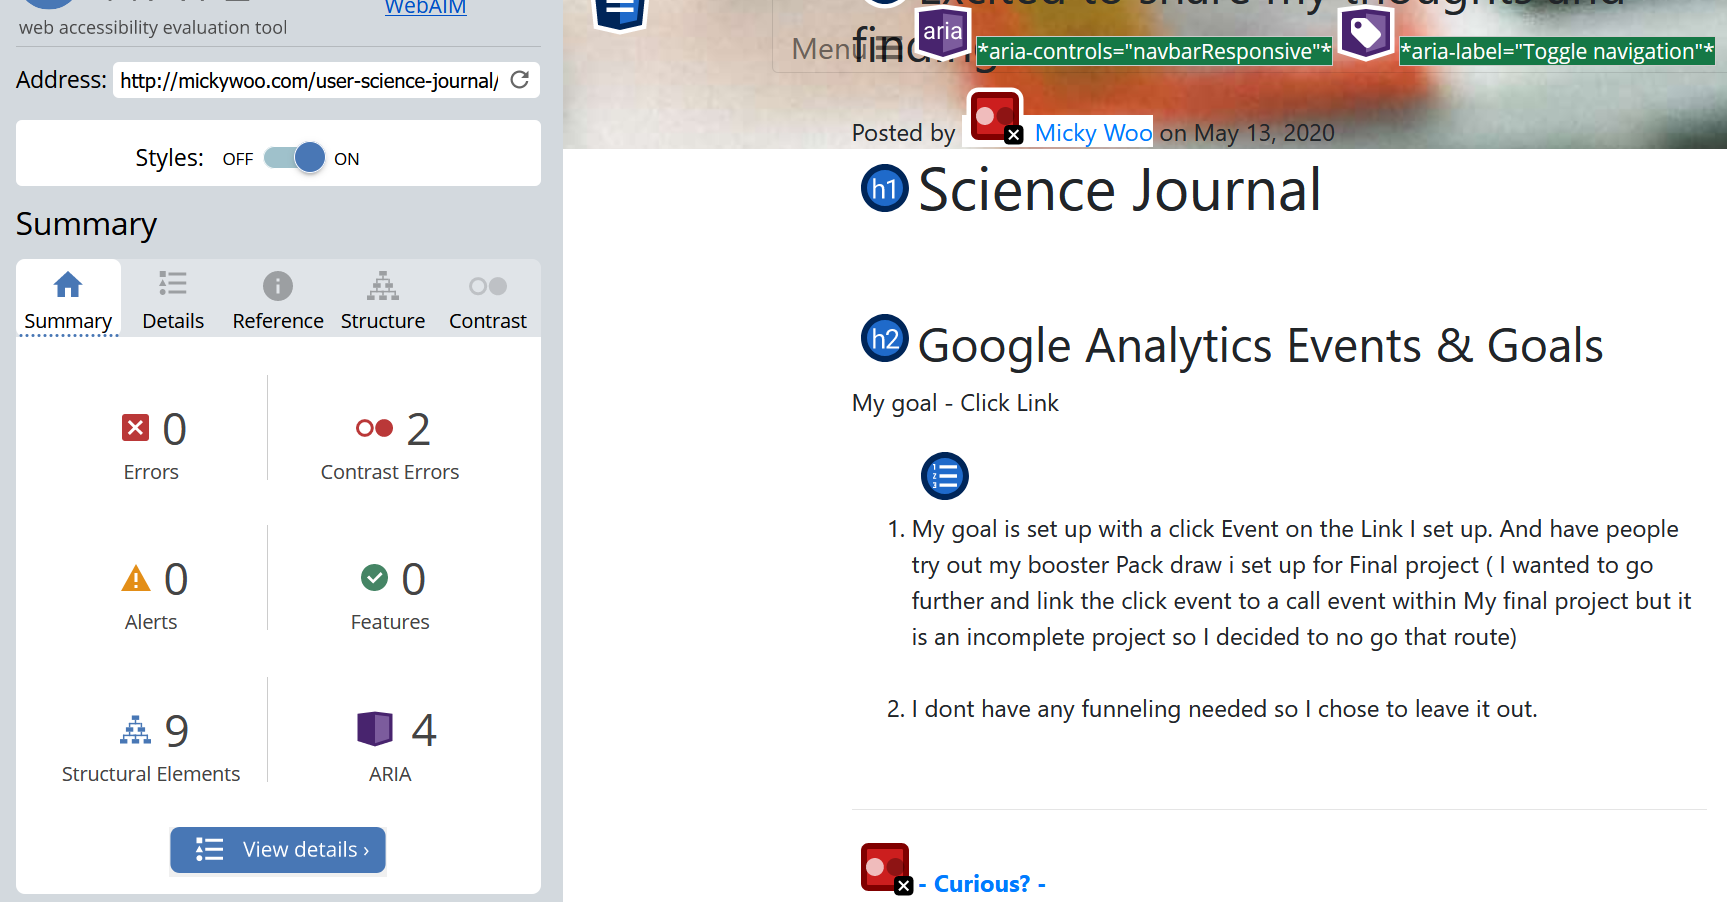 WebAIM
web accessibility evaluation tool
Address: http://mickywoo.com/user-science-journal/
Styles: OFF ON
Summary
Summary Details Reference Structure Contrast
0 Errors
2 Contrast Errors
0 Alerts
0 Features
9 Structural Elements
4 ARIA
View details ›
Excited to share my thoughts and
finding
Menu
aria *aria-controls="navbarResponsive"* *aria-label="Toggle navigation"*
Posted by Micky Woo on May 13, 2020
h1 Science Journal
h2 Google Analytics Events & Goals
My goal - Click Link
1. My goal is set up with a click Event on the Link I set up. And have people
try out my booster Pack draw i set up for Final project ( I wanted to go
further and link the click event to a call event within My final project but it
is an incomplete project so I decided to no go that route)
2. I dont have any funneling needed so I chose to leave it out.
- Curious? -